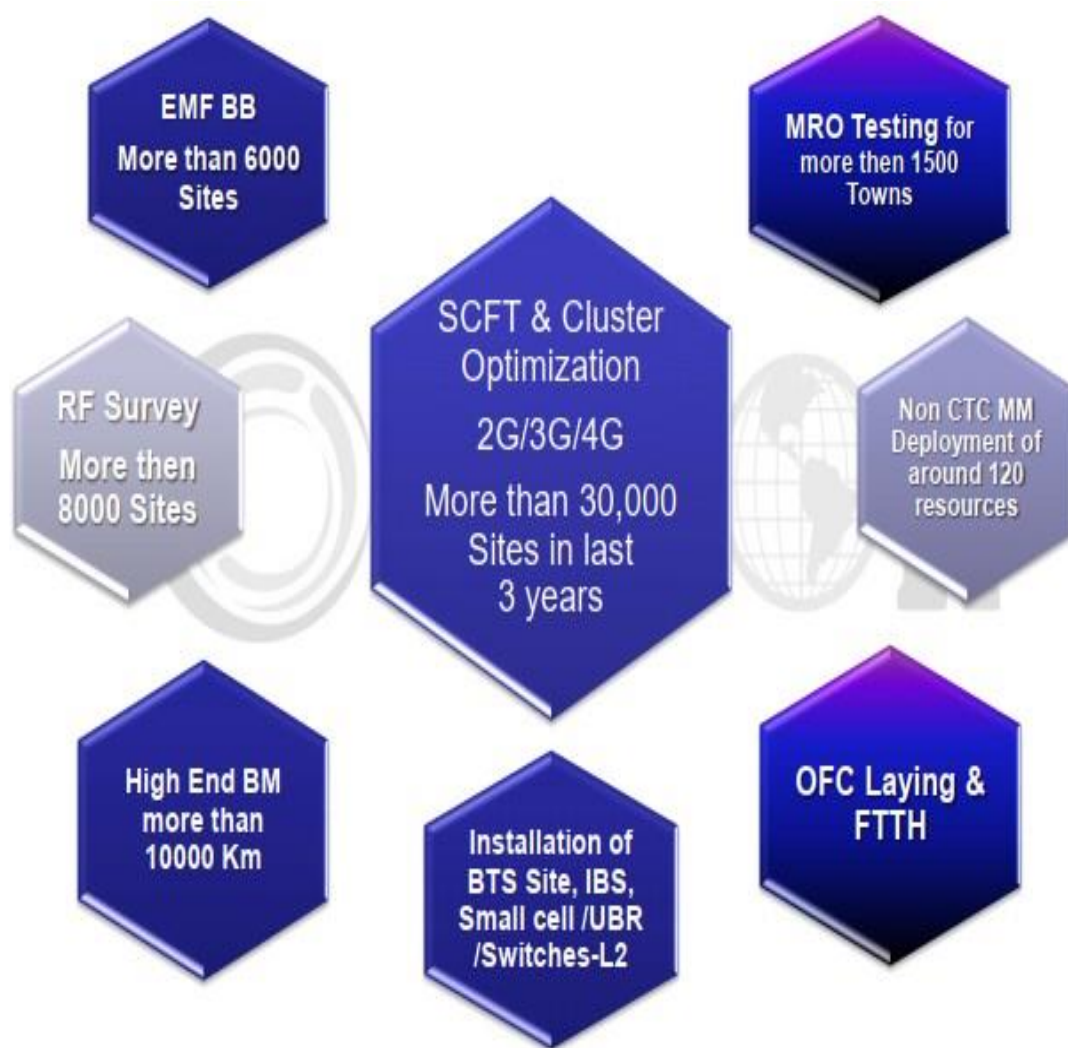 EMF BB
More than 6000
Sites
MRO Testing for
more then 1500
Towns
SCFT & Cluster
Optimization
2G/3G/4G
More than 30,000
Sites in last
3 years
RF Survey
More then
8000 Sites
Non CTC MM
Deployment of
around 120
resources
High End BM
more than
10000 Km
Installation of
BTS Site, IBS,
Small cell /UBR
/Switches-L2
OFC Laying &
FTTH